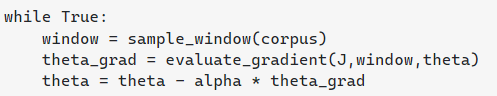 while True:
    window = sample_window(corpus)
    theta_grad = evaluate_gradient(J,window,theta)
    theta = theta - alpha * theta_grad